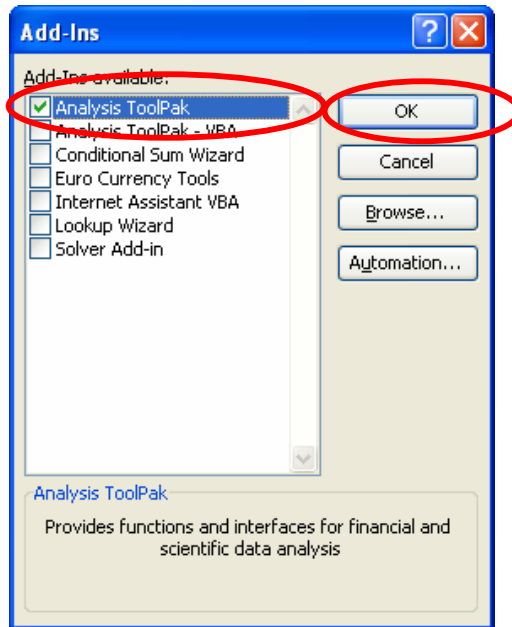 Add-Ins
Add-Ins available:
Analysis ToolPak
Analysis ToolPak - VBA
Conditional Sum Wizard
Euro Currency Tools
Internet Assistant VBA
Lookup Wizard
Solver Add-in
OK
Cancel
Browse...
Automation...
Analysis ToolPak
Provides functions and interfaces for financial and
scientific data analysis